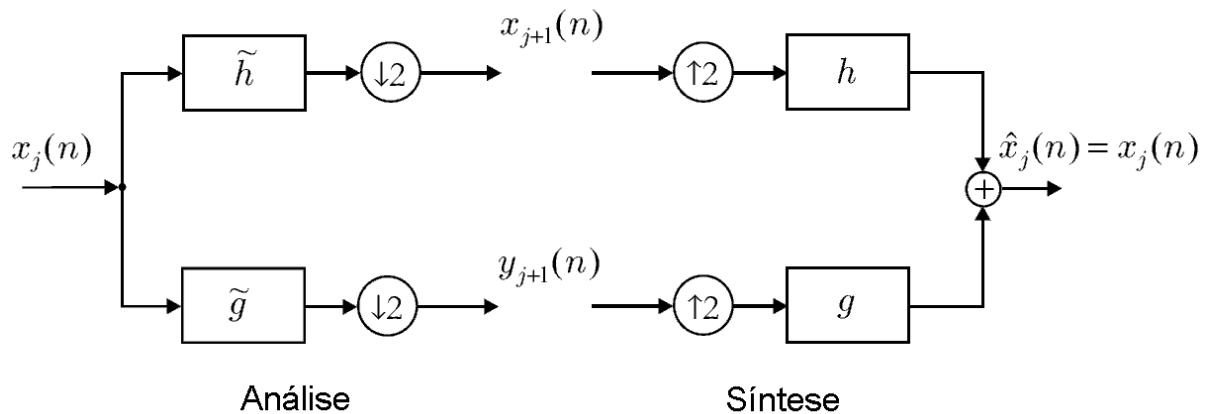 x_{j+1}(n)
h̃ ↓2 ↑2 h
x_j(n)
x̂_j(n) = x_j(n)
+
y_{j+1}(n)
g̃ ↓2 ↑2 g
Análise Síntese